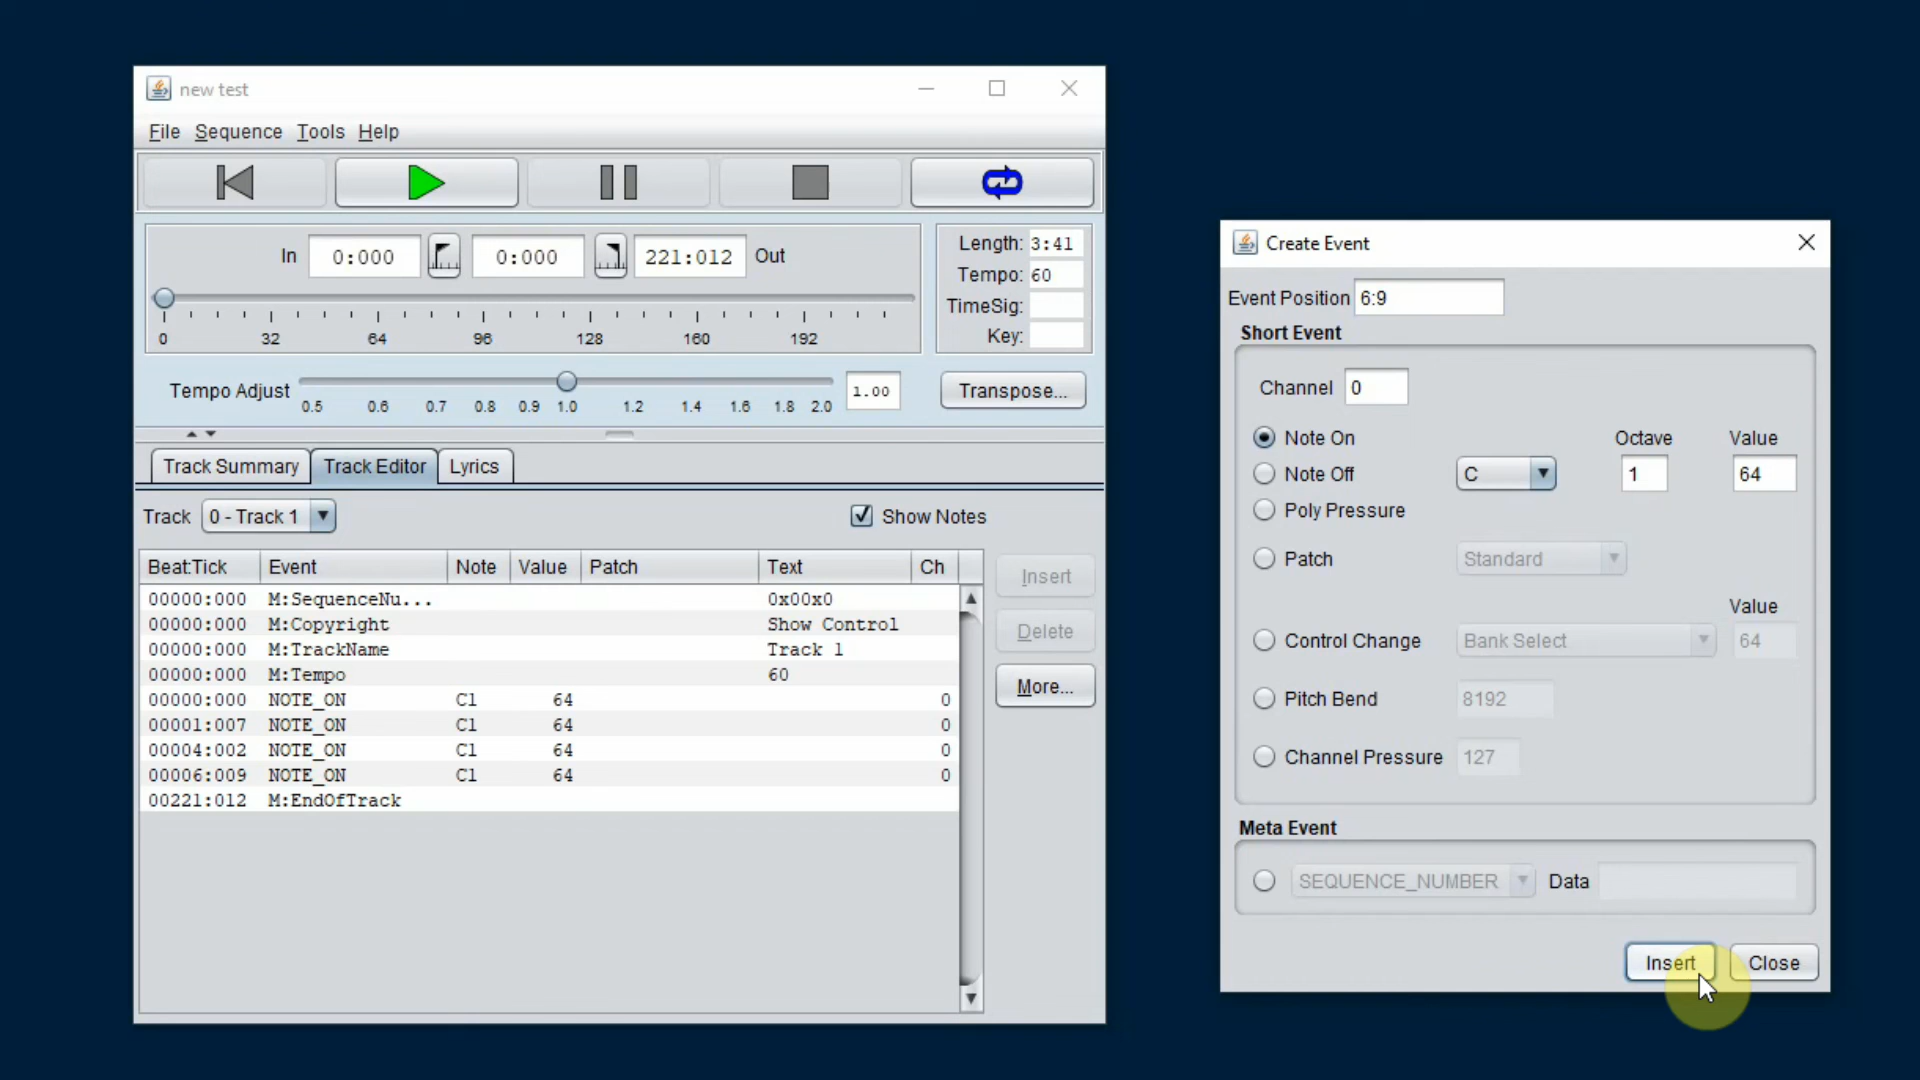 new test
File Sequence Tools Help
In 0:000 0:000 221:012 Out
0 32 64 96 128 160 192
Length: 3:41
Tempo: 60
TimeSig:
Key:
Tempo Adjust 1.00 Transpose...
0.5 0.6 0.7 0.8 0.9 1.0 1.2 1.4 1.6 1.8 2.0
Track Summary Track Editor Lyrics
Track 0 - Track 1 Show Notes
Beat:Tick Event Note Value Patch Text Ch
00000:000 M:SequenceNu... 0x00x0
00000:000 M:Copyright Show Control
00000:000 M:TrackName Track 1
00000:000 M:Tempo 60
00000:000 NOTE_ON C1 64 0
00001:007 NOTE_ON C1 64 0
00004:002 NOTE_ON C1 64 0
00006:009 NOTE_ON C1 64 0
00221:012 M:EndOfTrack
Insert
Delete
More...
Create Event
Event Position 6:9
Short Event
Channel 0
Note On Octave Value
Note Off C 1 64
Poly Pressure
Patch Standard
Value
Control Change Bank Select 64
Pitch Bend 8192
Channel Pressure 127
Meta Event
SEQUENCE_NUMBER Data
Insert Close